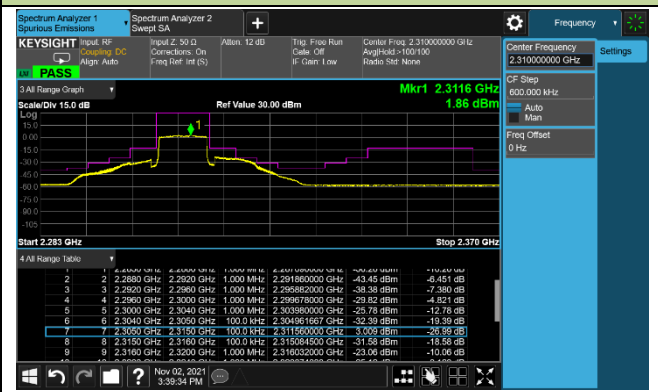 Spectrum Analyzer 1
Spurious Emissions
Spectrum Analyzer 2
Swept SA
+
Frequency
KEYSIGHT
Input: RF
Coupling: DC
Align: Auto
Input Z: 50 Ω
Corrections: On
Freq Ref: Int (S)
Atten: 12 dB
Trig: Free Run
Gate: Off
IF Gain: Low
Center Freq: 2.310000000 GHz
Avg|Hold:>100/100
Radio Std: None
PASS
Center Frequency
2.310000000 GHz
Settings
CF Step
600.000 kHz
Auto
Man
Freq Offset
0 Hz
3 All Range Graph
Mkr1 2.3116 GHz
Scale/Div 15.0 dB
Ref Value 30.00 dBm
1.86 dBm
Log
15.0
0.00
-15.0
-30.0
-45.0
-60.0
-75.0
-90.0
-105
1
Start 2.283 GHz
Stop 2.370 GHz
4 All Range Table
2 2 2.2880 GHz 2.2920 GHz 1.000 MHz 2.291860000 GHz -43.45 dBm -6.451 dB
3 3 2.2920 GHz 2.2960 GHz 1.000 MHz 2.295882000 GHz -38.38 dBm -7.380 dB
4 4 2.2960 GHz 2.3000 GHz 1.000 MHz 2.299678000 GHz -29.82 dBm -4.821 dB
5 5 2.3000 GHz 2.3040 GHz 1.000 MHz 2.303980000 GHz -25.78 dBm -12.78 dB
6 6 2.3040 GHz 2.3050 GHz 100.0 kHz 2.304961667 GHz -32.39 dBm -19.39 dB
7 7 2.3050 GHz 2.3150 GHz 100.0 kHz 2.311560000 GHz 3.009 dBm -26.99 dB
8 8 2.3150 GHz 2.3160 GHz 100.0 kHz 2.315084500 GHz -31.58 dBm -18.58 dB
9 9 2.3160 GHz 2.3200 GHz 1.000 MHz 2.316032000 GHz -23.06 dBm -10.06 dB
Nov 02, 2021
3:39:34 PM